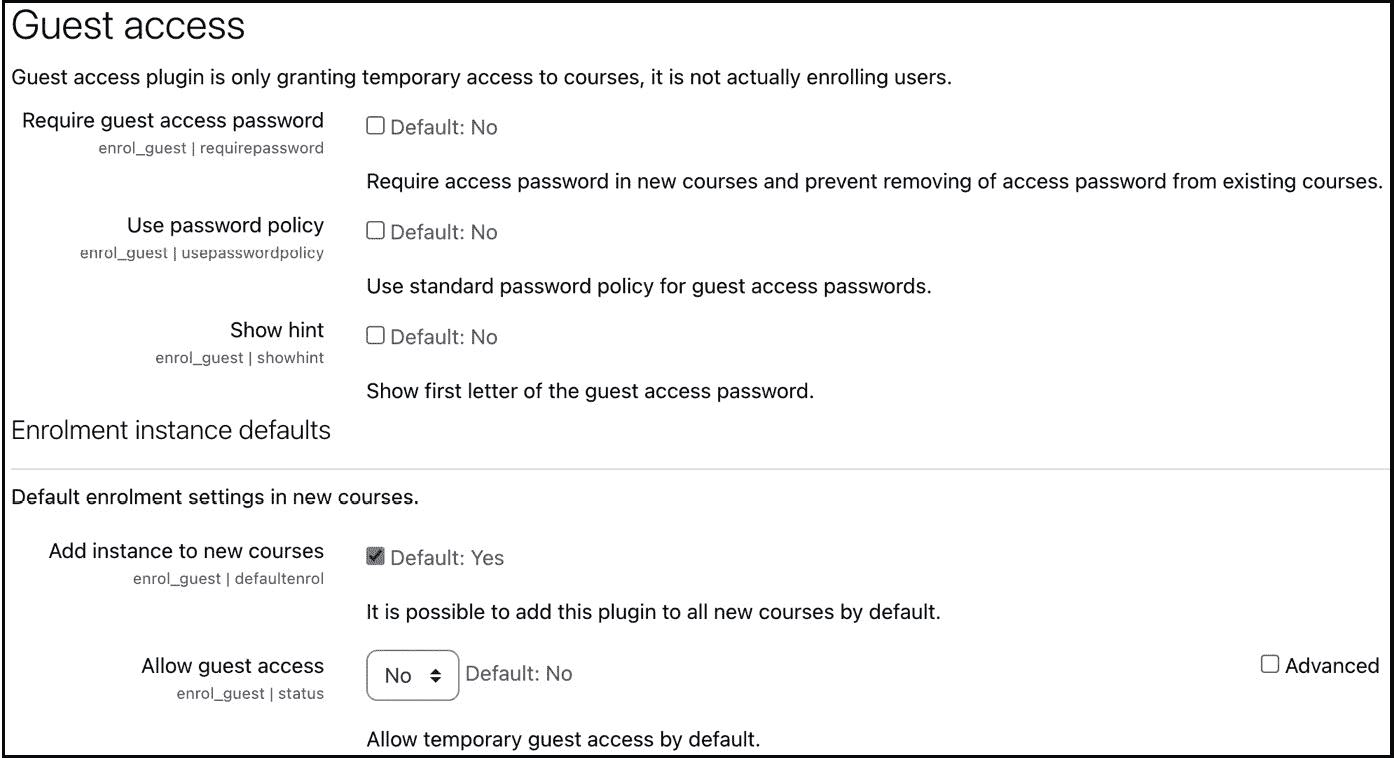 Guest access
Guest access plugin is only granting temporary access to courses, it is not actually enrolling users.
Require guest access password
Default: No
enrol_guest | requirepassword
Require access password in new courses and prevent removing of access password from existing courses.
Use password policy
Default: No
enrol_guest | usepasswordpolicy
Use standard password policy for guest access passwords.
Show hint
Default: No
enrol_guest | showhint
Show first letter of the guest access password.
Enrolment instance defaults
Default enrolment settings in new courses.
Add instance to new courses
Default: Yes
enrol_guest | defaultenrol
It is possible to add this plugin to all new courses by default.
Allow guest access
No
Default: No
Advanced
enrol_guest | status
Allow temporary guest access by default.